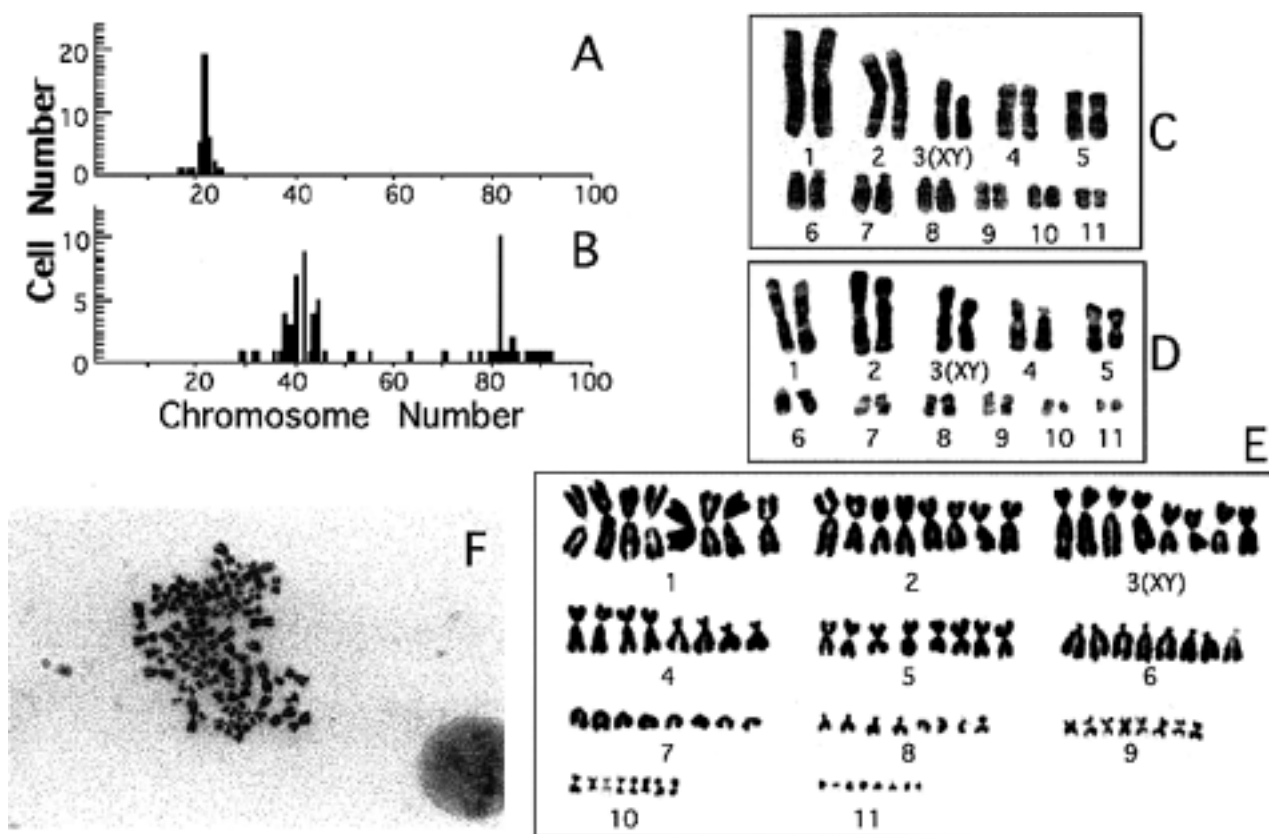 A
20
10
0
20 40 60 80 100
B
10
5
0
20 40 60 80 100
Cell Number
Chromosome Number
C
1 2 3(XY) 4 5
6 7 8 9 10 11
D
1 2 3(XY) 4 5
6 7 8 9 10 11
E
1 2 3(XY)
4 5 6
7 8 9
10 11
F